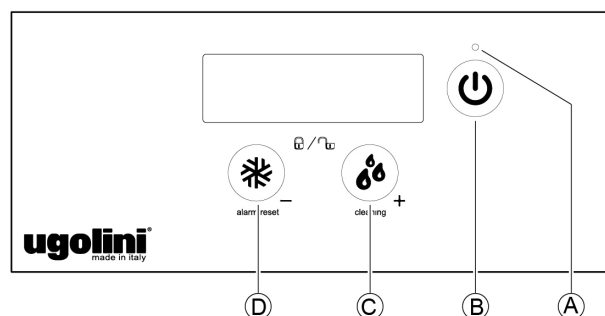 alarm reset
cleaning
ugolini®
made in italy
D
C
B
A